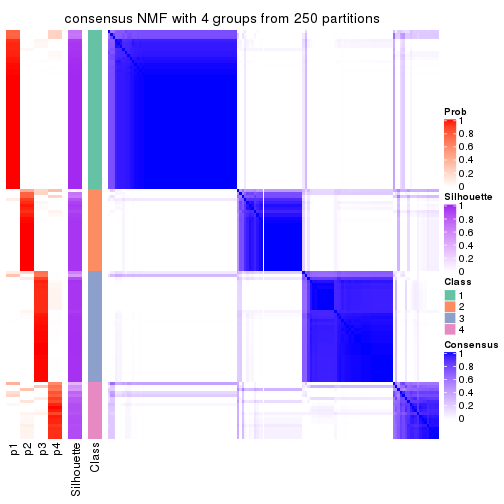 consensus NMF with 4 groups from 250 partitions
Prob
1
0.8
0.6
0.4
0.2
0
Silhouette
1
0.8
0.6
0.4
0.2
0
Class
1
2
3
4
Consensus
1
0.8
0.6
0.4
0.2
0
p1
p2
p3
p4
Silhouette
Class